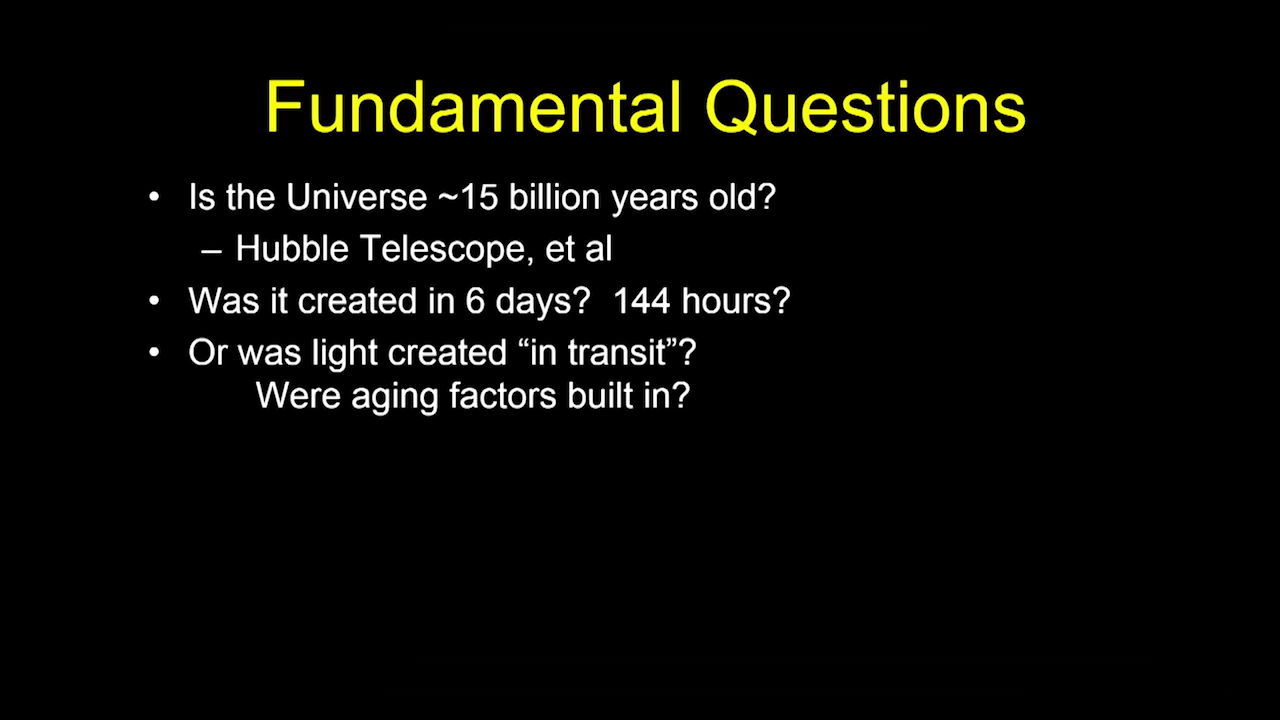 Fundamental Questions
• Is the Universe ~15 billion years old?
– Hubble Telescope, et al
• Was it created in 6 days?  144 hours?
• Or was light created “in transit”?
Were aging factors built in?